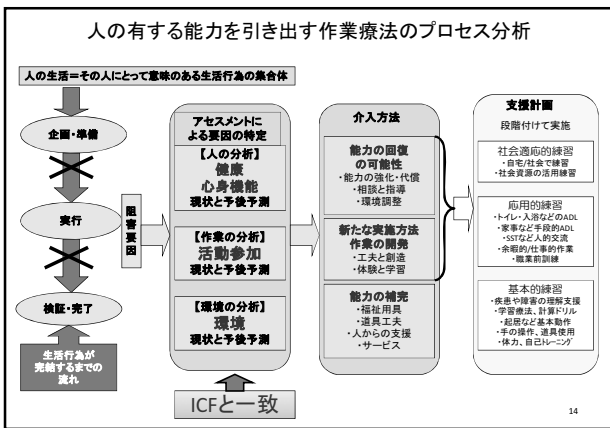 人の有する能力を引き出す作業療法のプロセス分析
人の生活＝その人にとって意味のある生活行為の集合体
企画・準備
実行
検証・完了
生活行為が
完結するまでの
流れ
阻害要因
アセスメントに
よる要因の特定
【人の分析】
健康
心身機能
現状と予後予測
【作業の分析】
活動参加
現状と予後予測
【環境の分析】
環境
現状と予後予測
ICFと一致
介入方法
能力の回復
の可能性
・能力の強化・代償
・相談と指導
・環境調整
新たな実施方法
作業の開発
・工夫と創造
・体験と学習
能力の補完
・福祉用具
・道具工夫
・人からの支援
・サービス
支援計画
段階付けて実施
社会適応的練習
・自宅/社会で練習
・社会資源の活用練習
応用的練習
・トイレ・入浴などのADL
・家事など手段的ADL
・SSTなど人的交流
・余暇的/仕事的作業
・職業前訓練
基本的練習
・疾患や障害の理解支援
・学習療法、計算ドリル
・起居など基本動作
・手の操作、道具使用
・体力、自己トレーニング
14